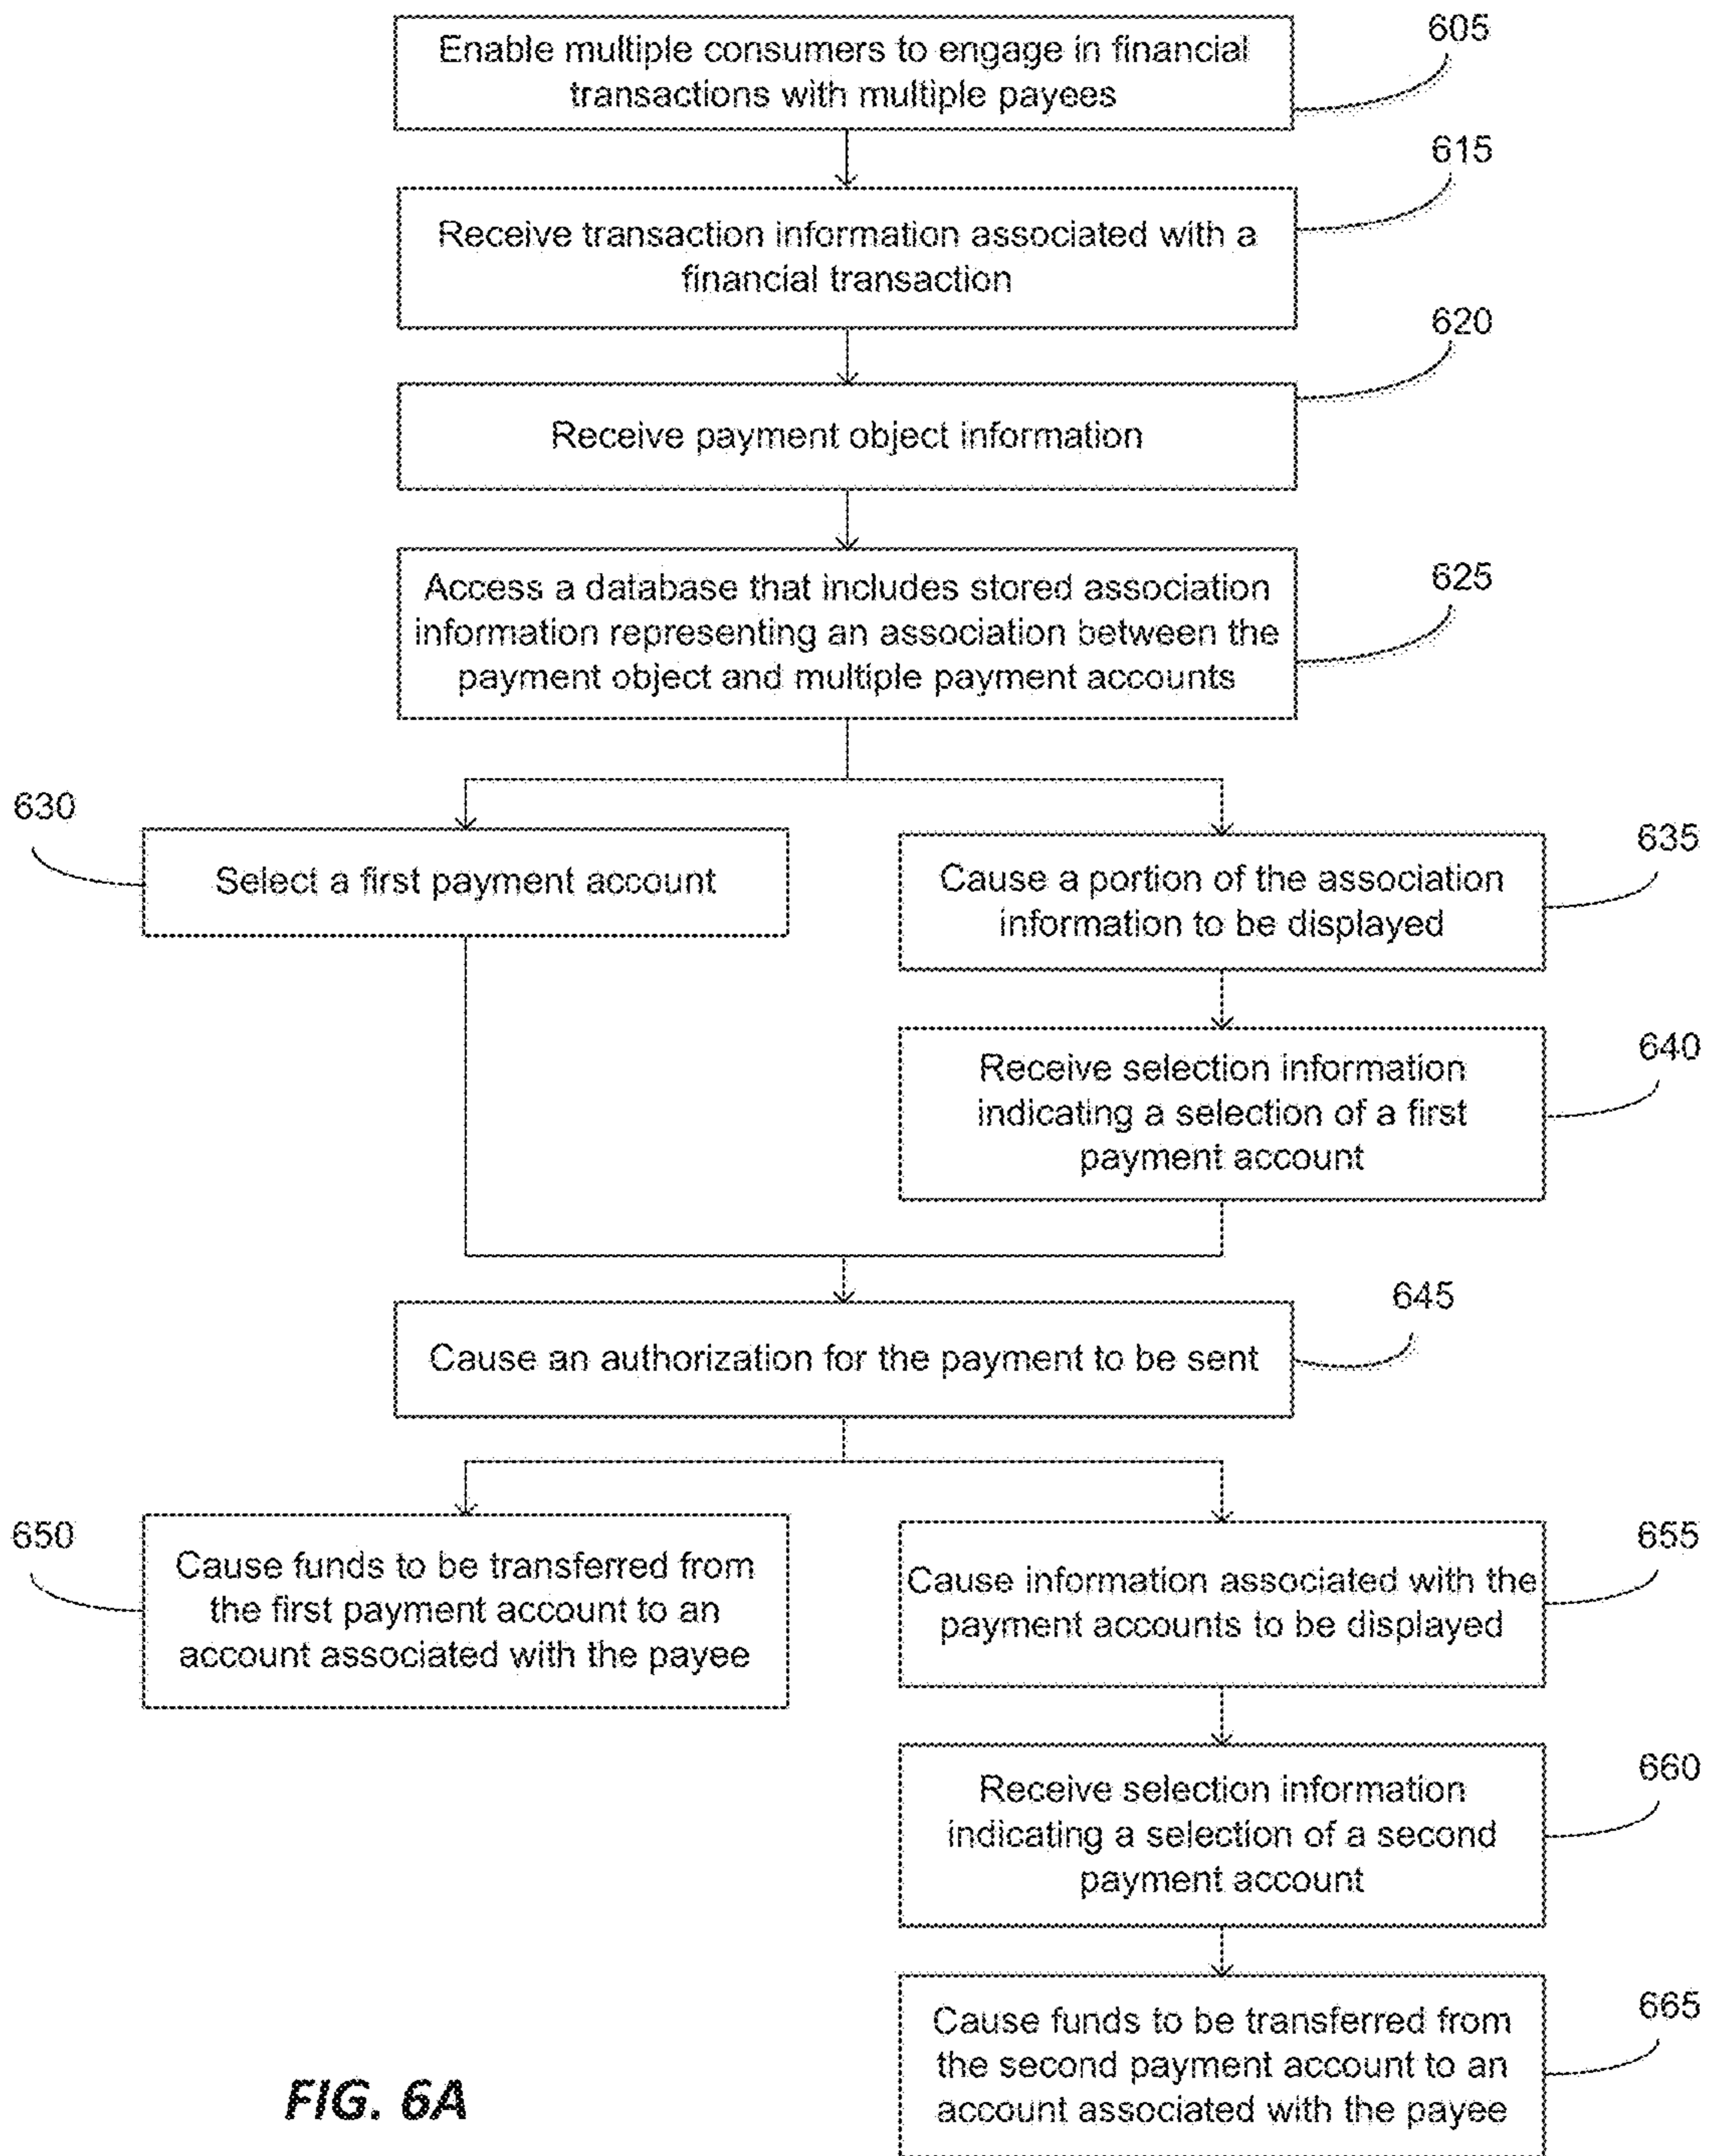 605
Enable multiple consumers to engage in financial
transactions with multiple payees
615
Receive transaction information associated with a
financial transaction
620
Receive payment object information
625
Access a database that includes stored association
information representing an association between the
payment object and multiple payment accounts
630
Select a first payment account
635
Cause a portion of the association
information to be displayed
640
Receive selection information
indicating a selection of a first
payment account
645
Cause an authorization for the payment to be sent
650
Cause funds to be transferred from
the first payment account to an
account associated with the payee
655
Cause information associated with the
payment accounts to be displayed
660
Receive selection information
indicating a selection of a second
payment account
665
Cause funds to be transferred from
the second payment account to an
account associated with the payee
FIG. 6A